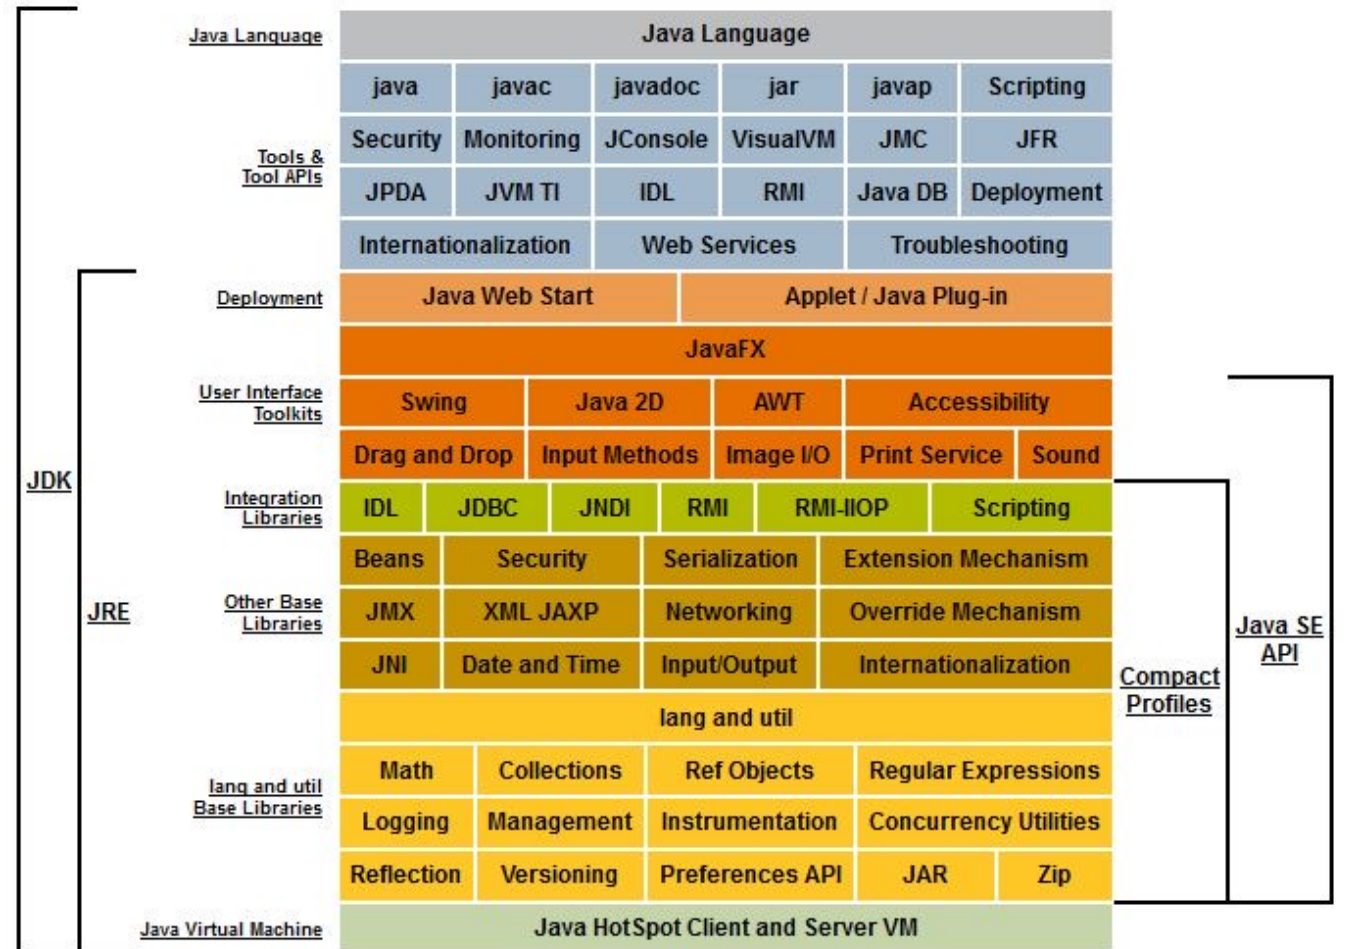 Java Language Java Language
java javac javadoc jar javap Scripting
Security Monitoring JConsole VisualVM JMC JFR
Tools &
Tool APIs
JPDA JVM TI IDL RMI Java DB Deployment
Internationalization Web Services Troubleshooting
Deployment Java Web Start Applet / Java Plug-in
JavaFX
User Interface
Toolkits
Swing Java 2D AWT Accessibility
Drag and Drop Input Methods Image I/O Print Service Sound
JDK
Integration
Libraries
IDL JDBC JNDI RMI RMI-IIOP Scripting
Beans Security Serialization Extension Mechanism
JRE
Other Base
Libraries
JMX XML JAXP Networking Override Mechanism
Java SE
API
JNI Date and Time Input/Output Internationalization
Compact
Profiles
lang and util
Math Collections Ref Objects Regular Expressions
lang and util
Base Libraries
Logging Management Instrumentation Concurrency Utilities
Reflection Versioning Preferences API JAR Zip
Java Virtual Machine Java HotSpot Client and Server VM